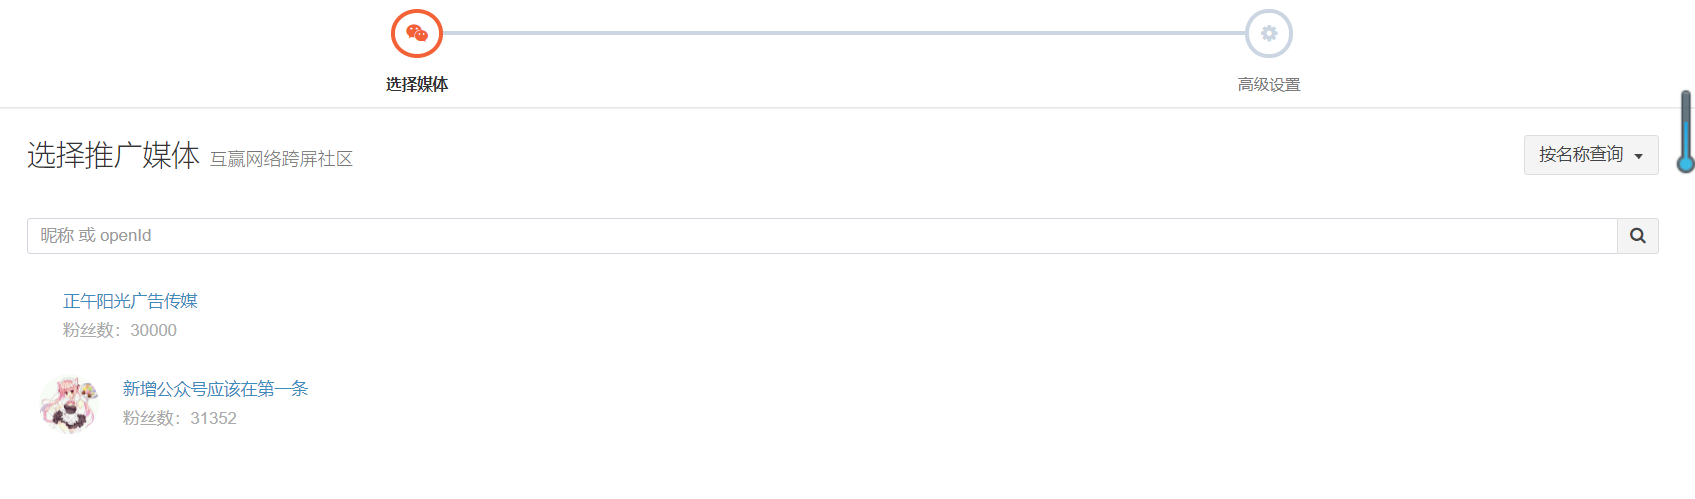 选择媒体
高级设置
选择推广媒体 互赢网络跨屏社区
按名称查询
昵称 或 openId
正午阳光广告传媒
粉丝数：30000
新增公众号应该在第一条
粉丝数：31352